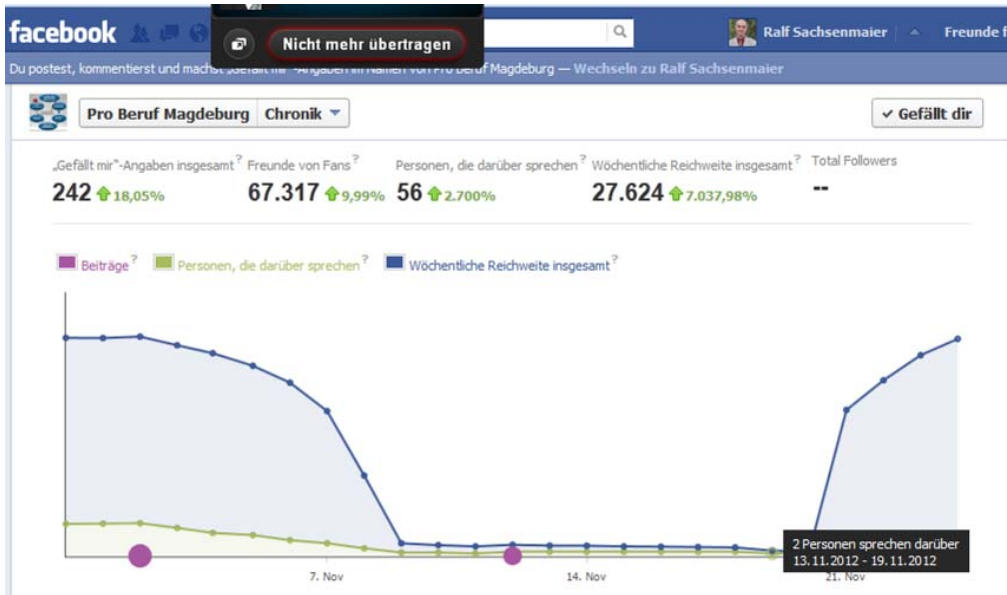 facebook
Nicht mehr übertragen
Ralf Sachsenmaier
Freunde f
Du postest, kommentierst und machst „Gefällt mir“-Angaben im Namen von Pro Beruf Magdeburg — Wechseln zu Ralf Sachsenmaier
Pro Beruf Magdeburg Chronik
✓ Gefällt dir
„Gefällt mir“-Angaben insgesamt? Freunde von Fans? Personen, die darüber sprechen? Wöchentliche Reichweite insgesamt? Total Followers
242 18,05% 67.317 9,99% 56 2.700% 27.624 7.037,98% --
Beiträge? Personen, die darüber sprechen? Wöchentliche Reichweite insgesamt?
2 Personen sprechen darüber
13.11.2012 - 19.11.2012
7. Nov 14. Nov 21. Nov